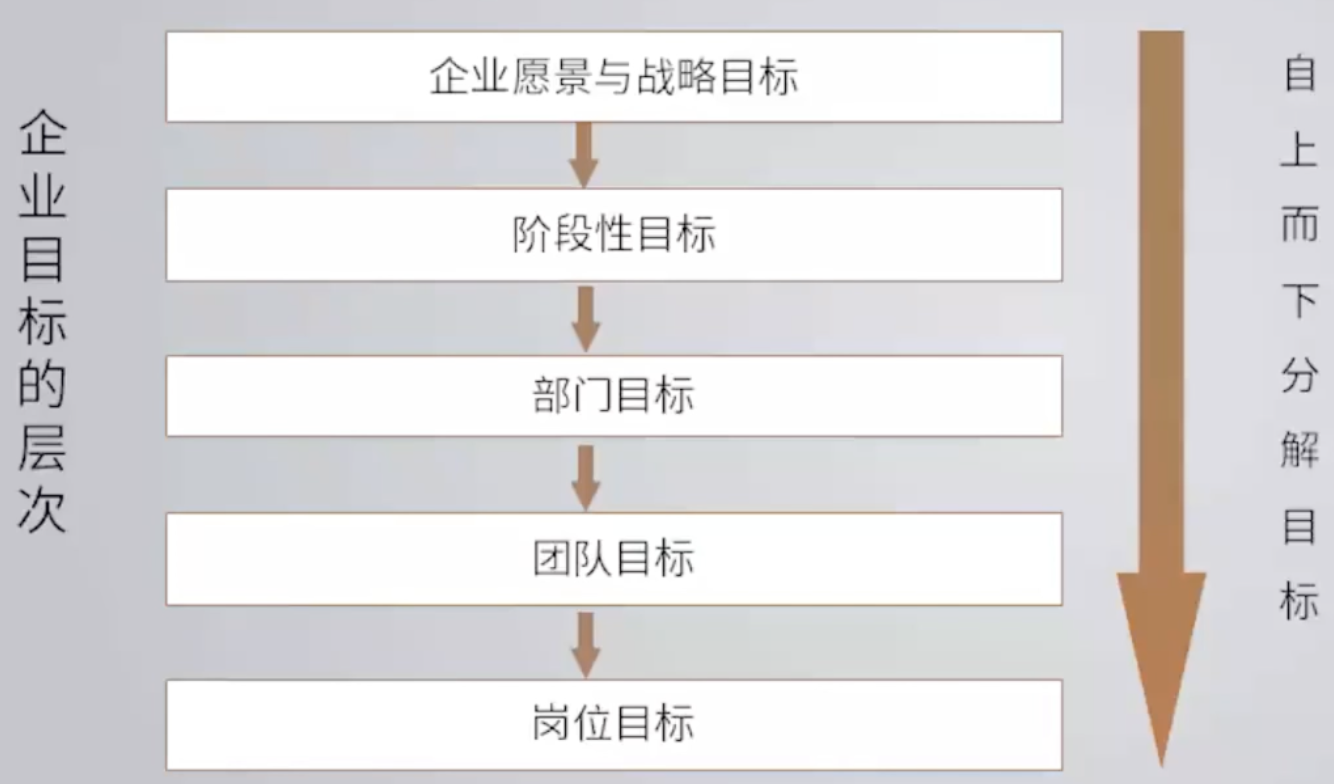 企业目标的层次
企业愿景与战略目标
阶段性目标
部门目标
团队目标
岗位目标
自上而下分解目标